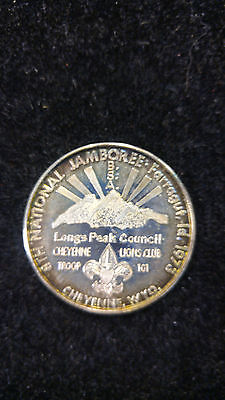 8TH NATIONAL JAMBOREE · Farragut, Id. 1973
B.S.A.
Longs Peak Council
CHEYENNE LIONS CLUB
TROOP 101
CHEYENNE, WYO.